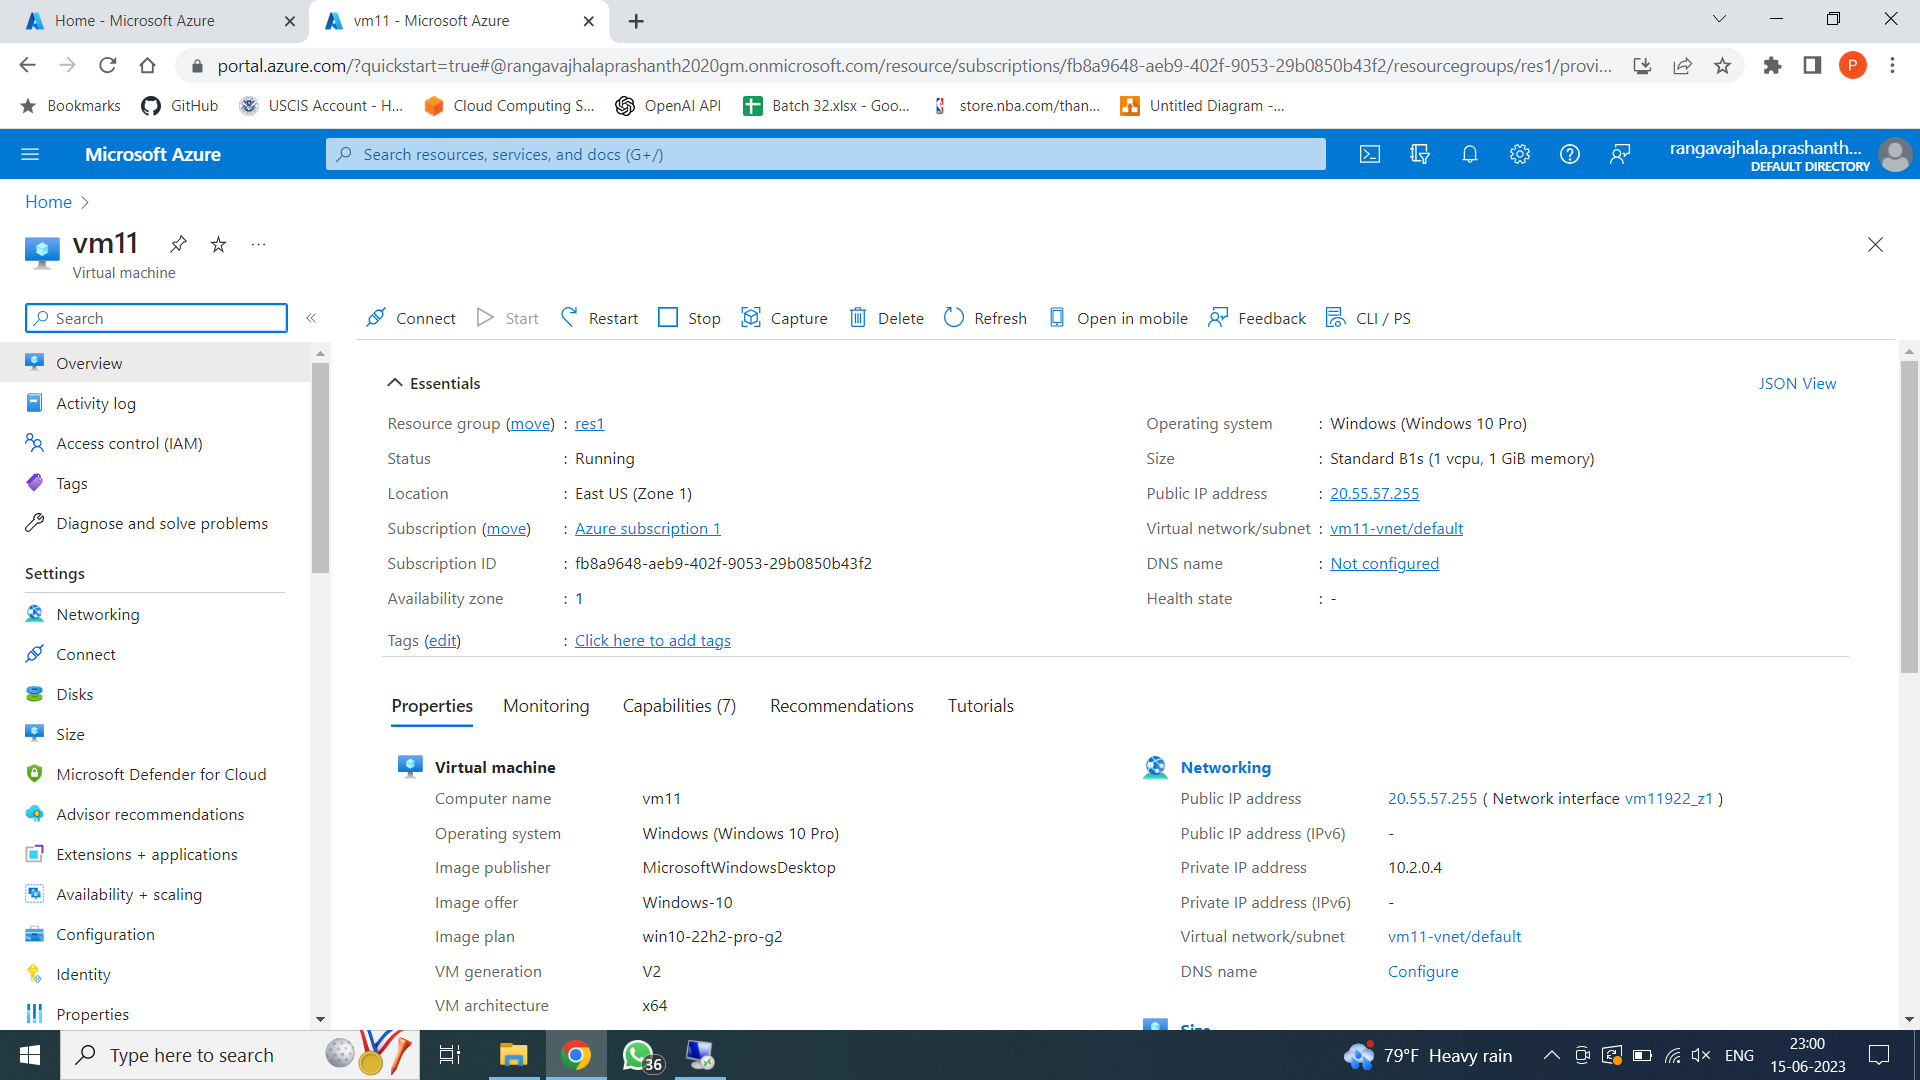 Home - Microsoft Azure
vm11 - Microsoft Azure
portal.azure.com/?quickstart=true#@rangavajhalaprashanth2020gm.onmicrosoft.com/resource/subscriptions/fb8a9648-aeb9-402f-9053-29b0850b43f2/resourcegroups/res1/provi...
P
Bookmarks
GitHub
USCIS Account - H...
Cloud Computing S...
OpenAI API
Batch 32.xlsx - Goo...
store.nba.com/than...
Untitled Diagram -...
Microsoft Azure
Search resources, services, and docs (G+/)
rangavajhala.prashanth...
DEFAULT DIRECTORY
Home
vm11
Virtual machine
Search
Connect
Start
Restart
Stop
Capture
Delete
Refresh
Open in mobile
Feedback
CLI / PS
Overview
Activity log
Access control (IAM)
Tags
Diagnose and solve problems
Settings
Networking
Connect
Disks
Size
Microsoft Defender for Cloud
Advisor recommendations
Extensions + applications
Availability + scaling
Configuration
Identity
Properties
Essentials
JSON View
Resource group (move) : res1
Status : Running
Location : East US (Zone 1)
Subscription (move) : Azure subscription 1
Subscription ID : fb8a9648-aeb9-402f-9053-29b0850b43f2
Availability zone : 1
Tags (edit) : Click here to add tags
Operating system : Windows (Windows 10 Pro)
Size : Standard B1s (1 vcpu, 1 GiB memory)
Public IP address : 20.55.57.255
Virtual network/subnet : vm11-vnet/default
DNS name : Not configured
Health state : -
Properties
Monitoring
Capabilities (7)
Recommendations
Tutorials
Virtual machine
Computer name vm11
Operating system Windows (Windows 10 Pro)
Image publisher MicrosoftWindowsDesktop
Image offer Windows-10
Image plan win10-22h2-pro-g2
VM generation V2
VM architecture x64
Networking
Public IP address 20.55.57.255 ( Network interface vm11922_z1 )
Public IP address (IPv6) -
Private IP address 10.2.0.4
Private IP address (IPv6) -
Virtual network/subnet vm11-vnet/default
DNS name Configure
Size
Type here to search
36
79°F Heavy rain
ENG
23:00
15-06-2023